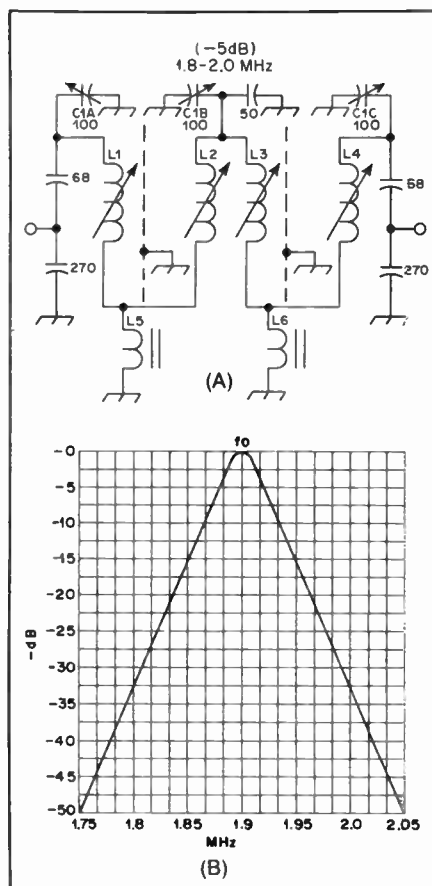 (-5dB)
1.8-2.0 MHz
C1A
100
C1B
100
50
C1C
100
L1
L2
L3
L4
68
68
270
270
L5
L6
(A)
fo
-0
-5
-10
-15
-20
-25
-30
-35
-40
-45
-50
-dB
1.75
1.8
1.85
1.9
1.95
2.0
2.05
MHz
(B)